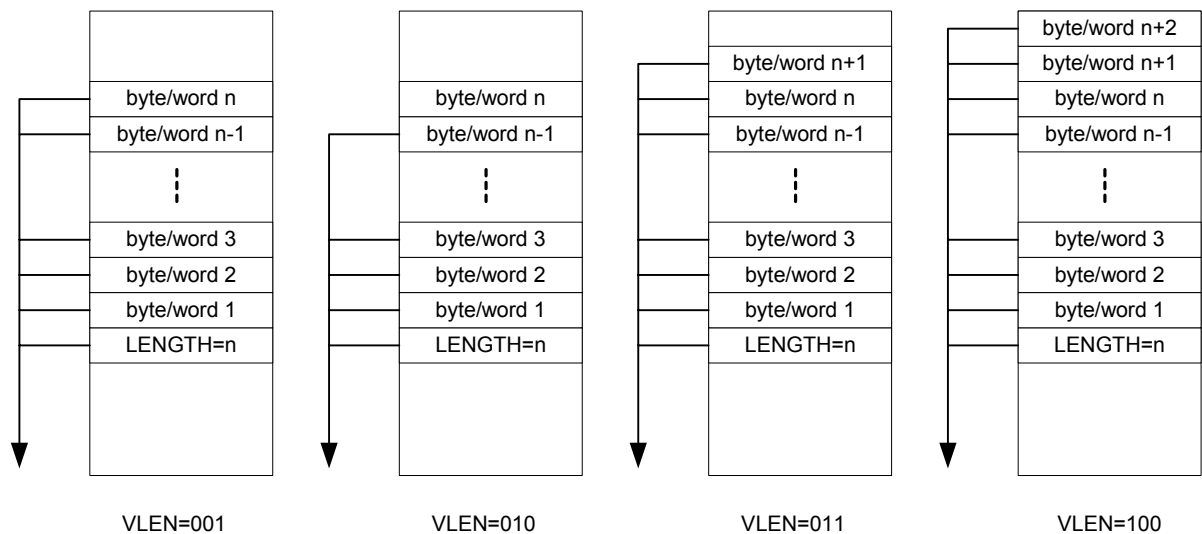 byte/word n
byte/word n-1
byte/word 3
byte/word 2
byte/word 1
LENGTH=n
VLEN=001
byte/word n
byte/word n-1
byte/word 3
byte/word 2
byte/word 1
LENGTH=n
VLEN=010
byte/word n+1
byte/word n
byte/word n-1
byte/word 3
byte/word 2
byte/word 1
LENGTH=n
VLEN=011
byte/word n+2
byte/word n+1
byte/word n
byte/word n-1
byte/word 3
byte/word 2
byte/word 1
LENGTH=n
VLEN=100